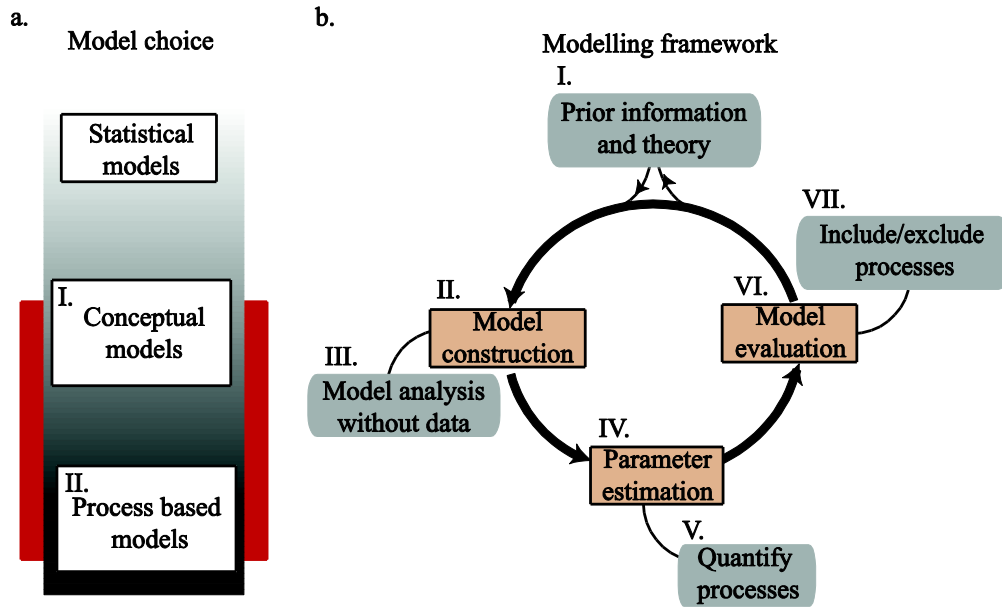 a.
Model choice
Statistical
models
I.
Conceptual
models
II.
Process based
models
b.
Modelling framework
I.
Prior information
and theory
II.
Model
construction
III.
Model analysis
without data
IV.
Parameter
estimation
V.
Quantify
processes
VI.
Model
evaluation
VII.
Include/exclude
processes